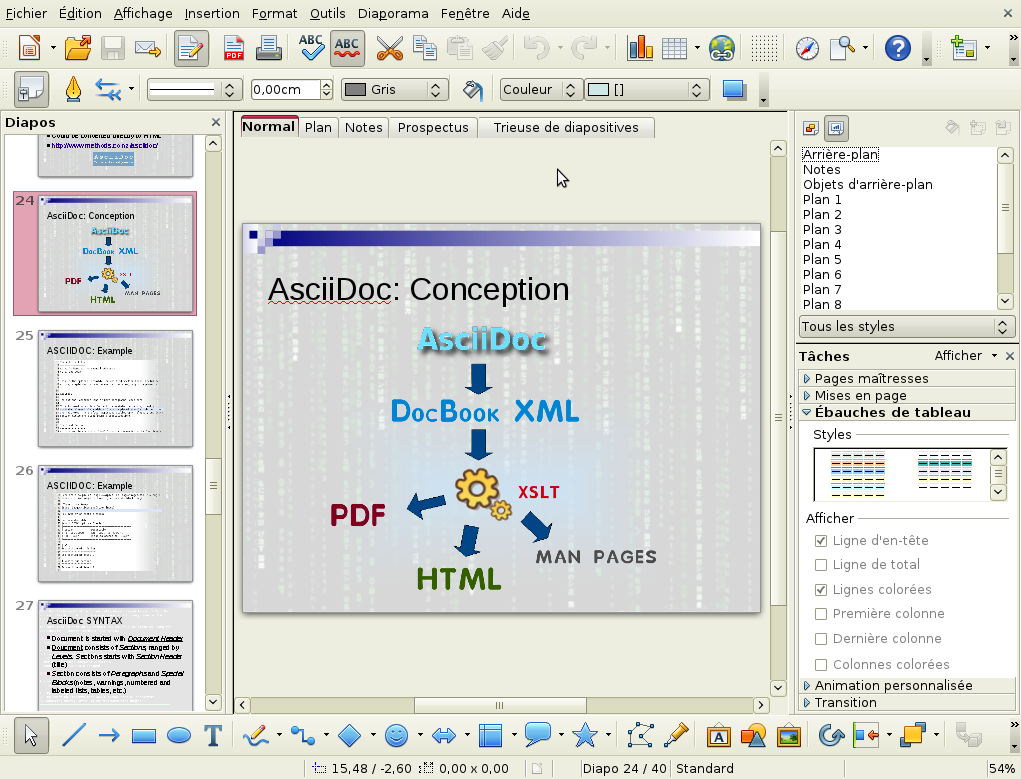 Fichier Édition Affichage Insertion Format Outils Diaporama Fenêtre Aide
PDF ABC ABC
0,00cm Gris Couleur []
Diapos
Could be converted directly to HTML
http://www.methods.co.nz/asciidoc/
AsciiDoc
24
AsciiDoc: Conception
AsciiDoc
DocBook XML
XSLT
PDF
MAN PAGES
HTML
25
ASCIIDOC: Example
26
ASCIIDOC: Example
27
AsciiDoc SYNTAX
Document is started with Document Header
Document consists of Sections, ranged by
Levels. Sections starts with Section Header
(title)
Section consists of Paragraphs and Special
Blocks (notes, warnings, numbered and
labeled lists, tables, etc.)
Normal Plan Notes Prospectus Trieuse de diapositives
AsciiDoc: Conception
AsciiDoc
DocBook XML
XSLT
PDF
MAN PAGES
HTML
Arrière-plan
Notes
Objets d'arrière-plan
Plan 1
Plan 2
Plan 3
Plan 4
Plan 5
Plan 6
Plan 7
Plan 8
Tous les styles
Tâches Afficher
Pages maîtresses
Mises en page
Ébauches de tableau
Styles
Afficher
Ligne d'en-tête
Ligne de total
Lignes colorées
Première colonne
Dernière colonne
Colonnes colorées
Animation personnalisée
Transition
T A
15,48 / -2,60 0,00 x 0,00 Diapo 24 / 40 Standard 54%